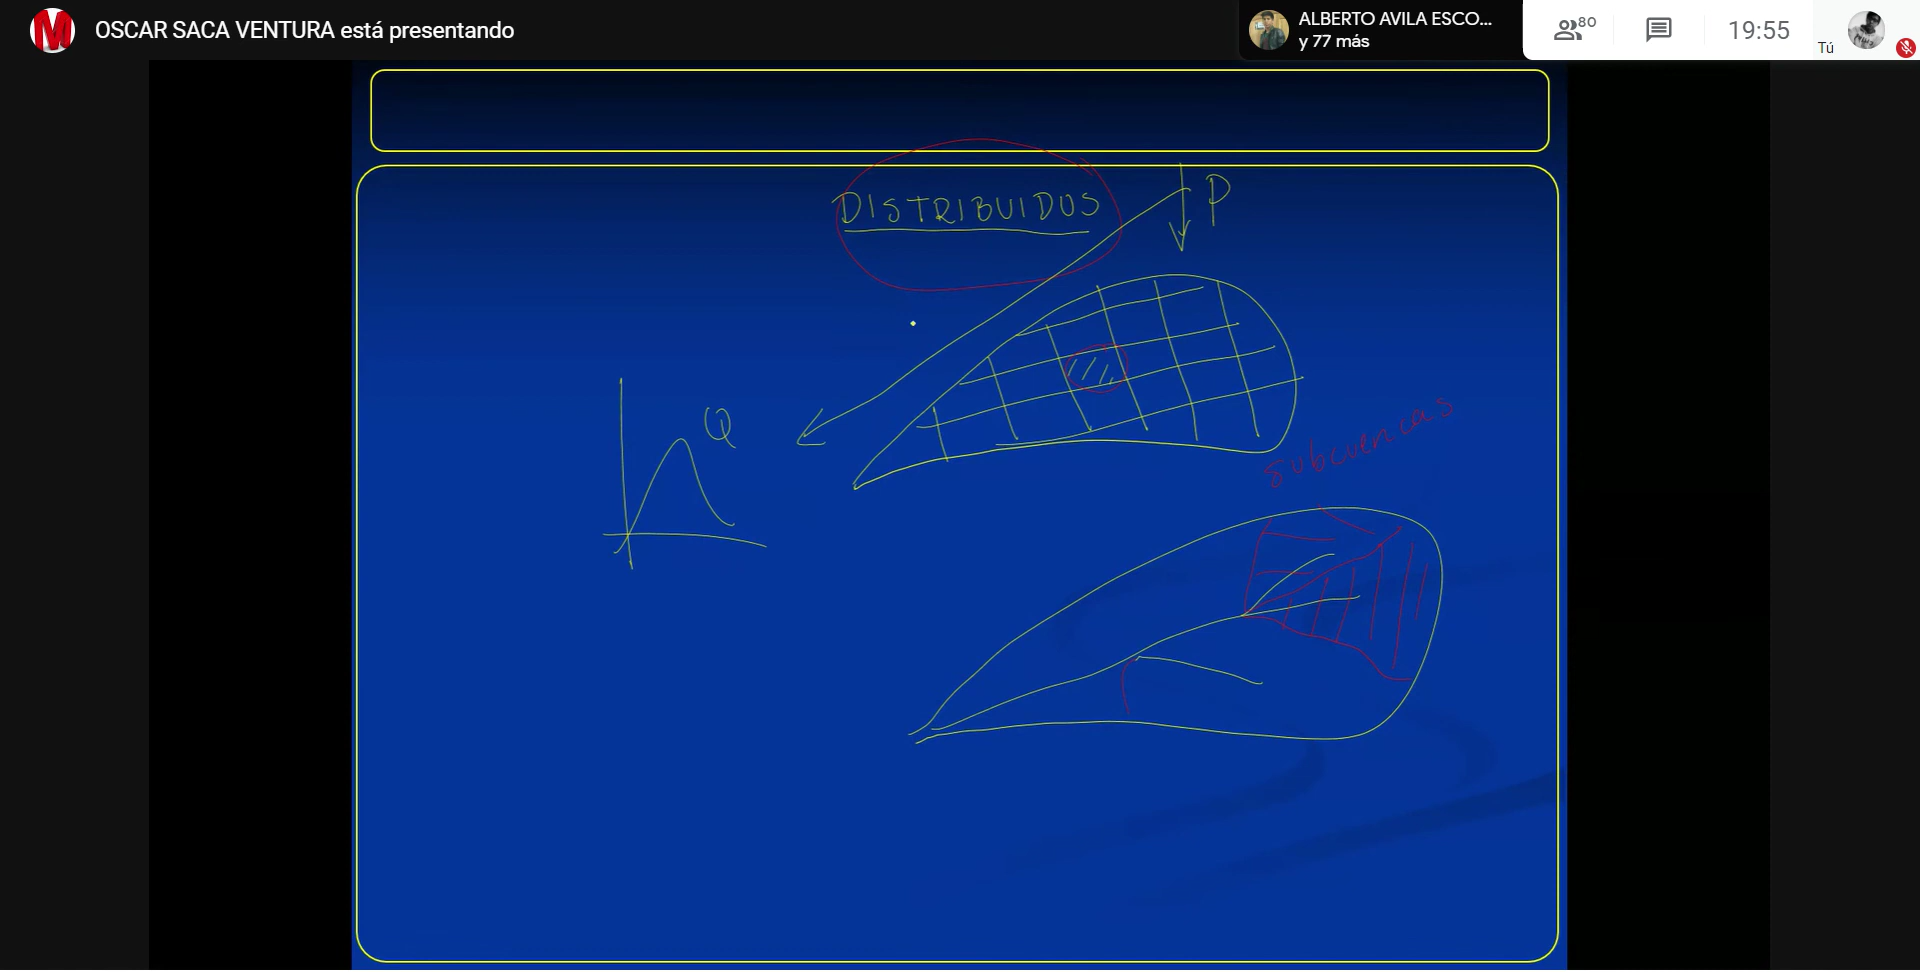 M OSCAR SACA VENTURA está presentando
ALBERTO AVILA ESCO...
y 77 más
80
19:55
Tú
DISTRIBUIDOS
P
Q
subcuencas